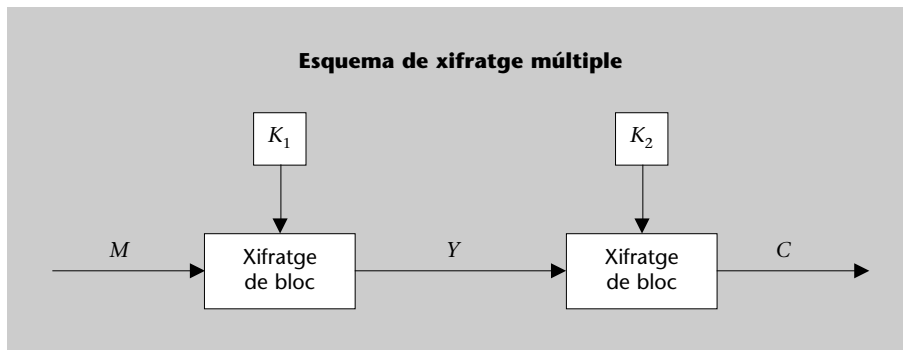 Esquema de xifratge múltiple
K1
K2
M
Xifratge
de bloc
Y
Xifratge
de bloc
C